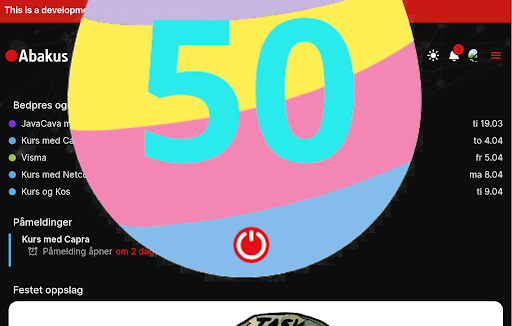 This is a
50
Abakus
3
Bedpres og
JavaCava m
ti 19.03
Kurs med Ca
to 4.04
Visma
fr 5.04
Kurs med Netc
ma 8.04
Kurs og Kos
ti 9.04
Påmeldinger
Kurs med Capra
Påmelding åpner om 2 dag
Festet oppslag
TASK